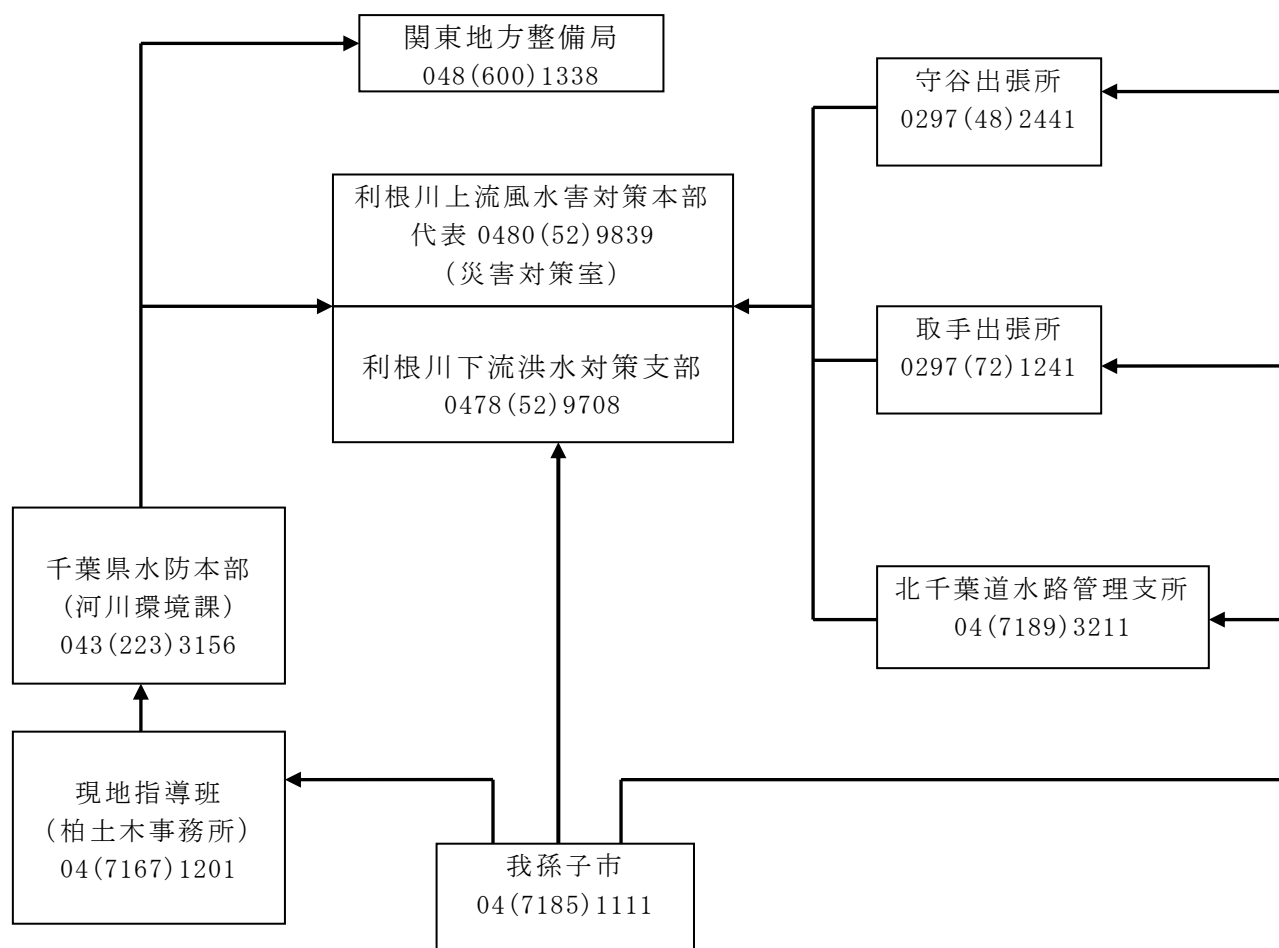 関東地方整備局
048(600)1338
守谷出張所
0297(48)2441
利根川上流風水害対策本部
代表 0480(52)9839
(災害対策室)
利根川下流洪水対策支部
0478(52)9708
取手出張所
0297(72)1241
千葉県水防本部
(河川環境課)
043(223)3156
北千葉導水路管理支所
04(7189)3211
現地指導班
(柏土木事務所)
04(7167)1201
我孫子市
04(7185)1111